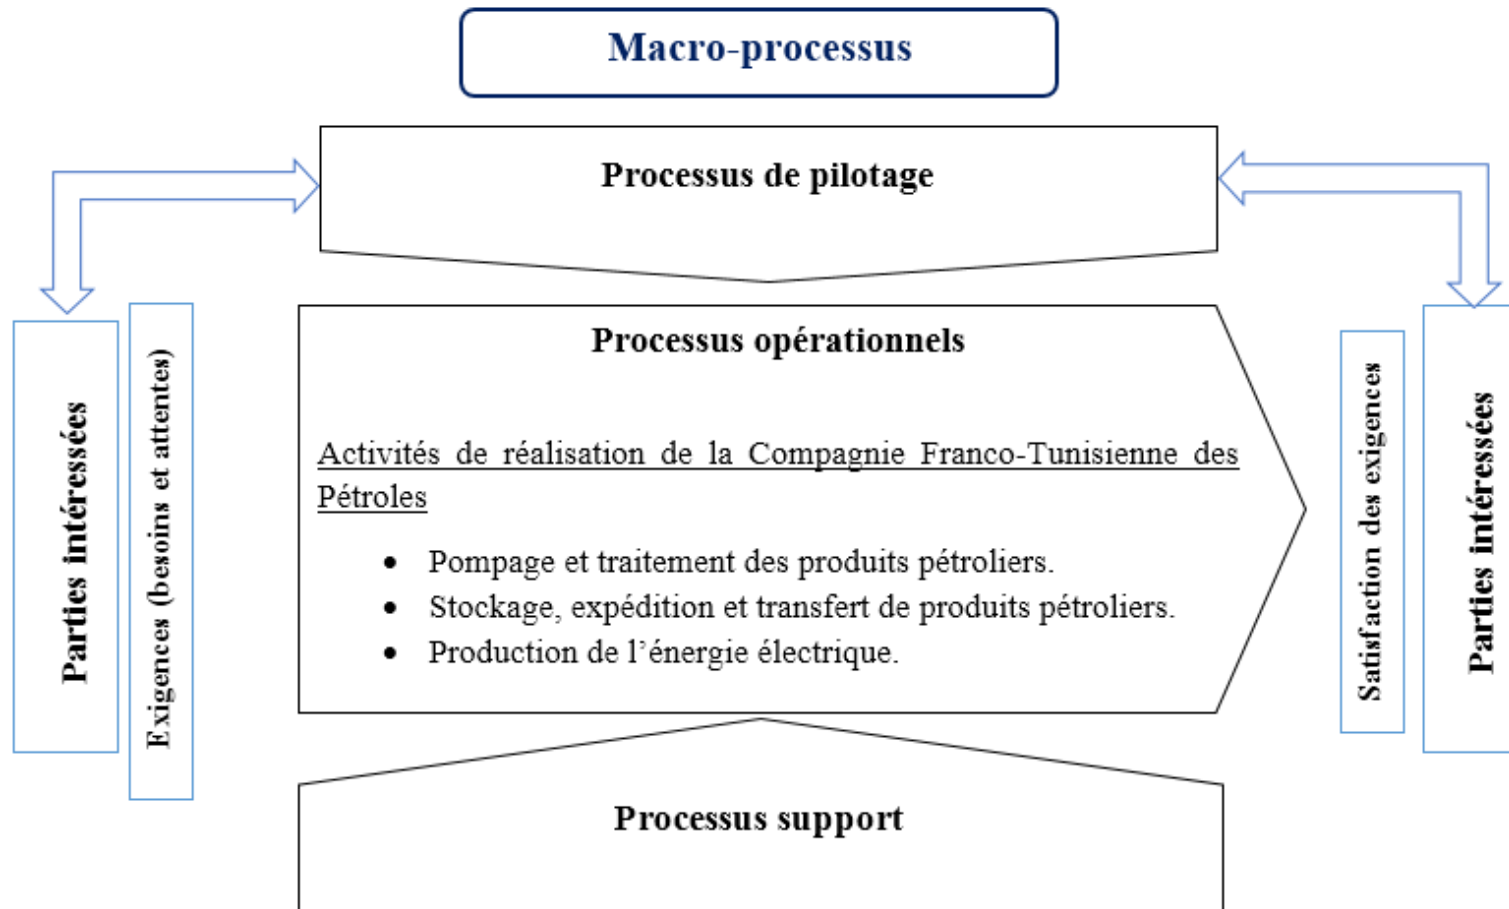 Macro-processus
Processus de pilotage
Parties intéressées
Exigences (besoins et attentes)
Processus opérationnels
Activités de réalisation de la Compagnie Franco-Tunisienne des
Pétroles
• Pompage et traitement des produits pétroliers.
• Stockage, expédition et transfert de produits pétroliers.
• Production de l’énergie électrique.
Satisfaction des exigences
Parties intéressées
Processus support